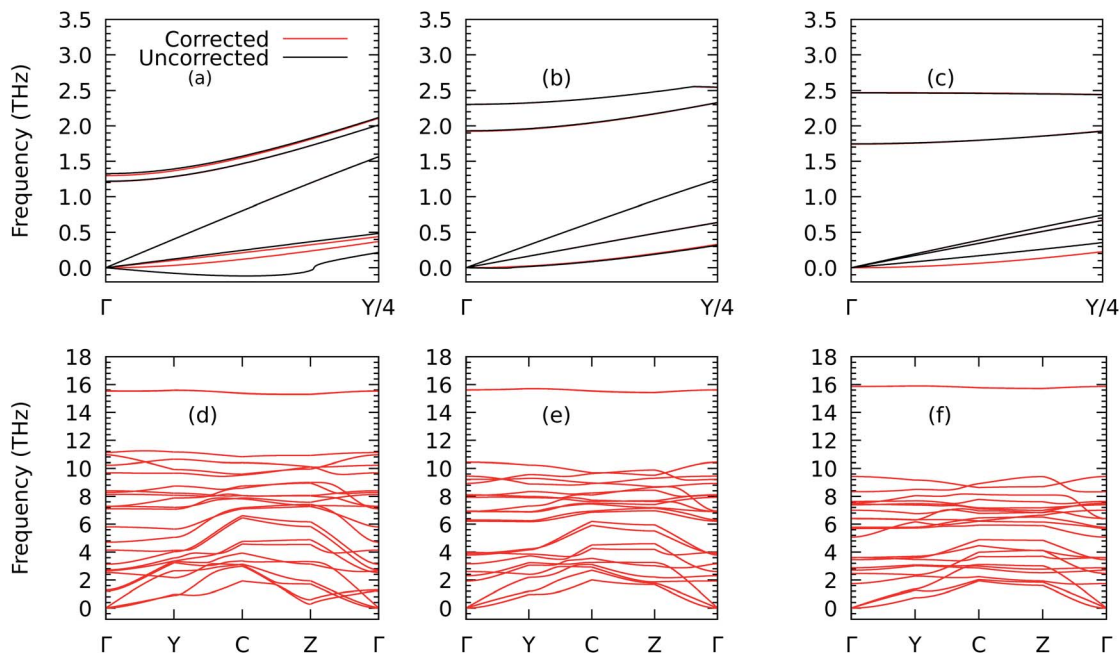 Frequency (THz)
3.5
3.0
2.5
2.0
1.5
1.0
0.5
0.0
Corrected
Uncorrected
(a)
Γ
Y/4
3.5
3.0
2.5
2.0
1.5
1.0
0.5
0.0
(b)
Γ
Y/4
3.5
3.0
2.5
2.0
1.5
1.0
0.5
0.0
(c)
Γ
Y/4
Frequency (THz)
18
16
14
12
10
8
6
4
2
0
(d)
Γ Y C Z Γ
18
16
14
12
10
8
6
4
2
0
(e)
Γ Y C Z Γ
18
16
14
12
10
8
6
4
2
0
(f)
Γ Y C Z Γ